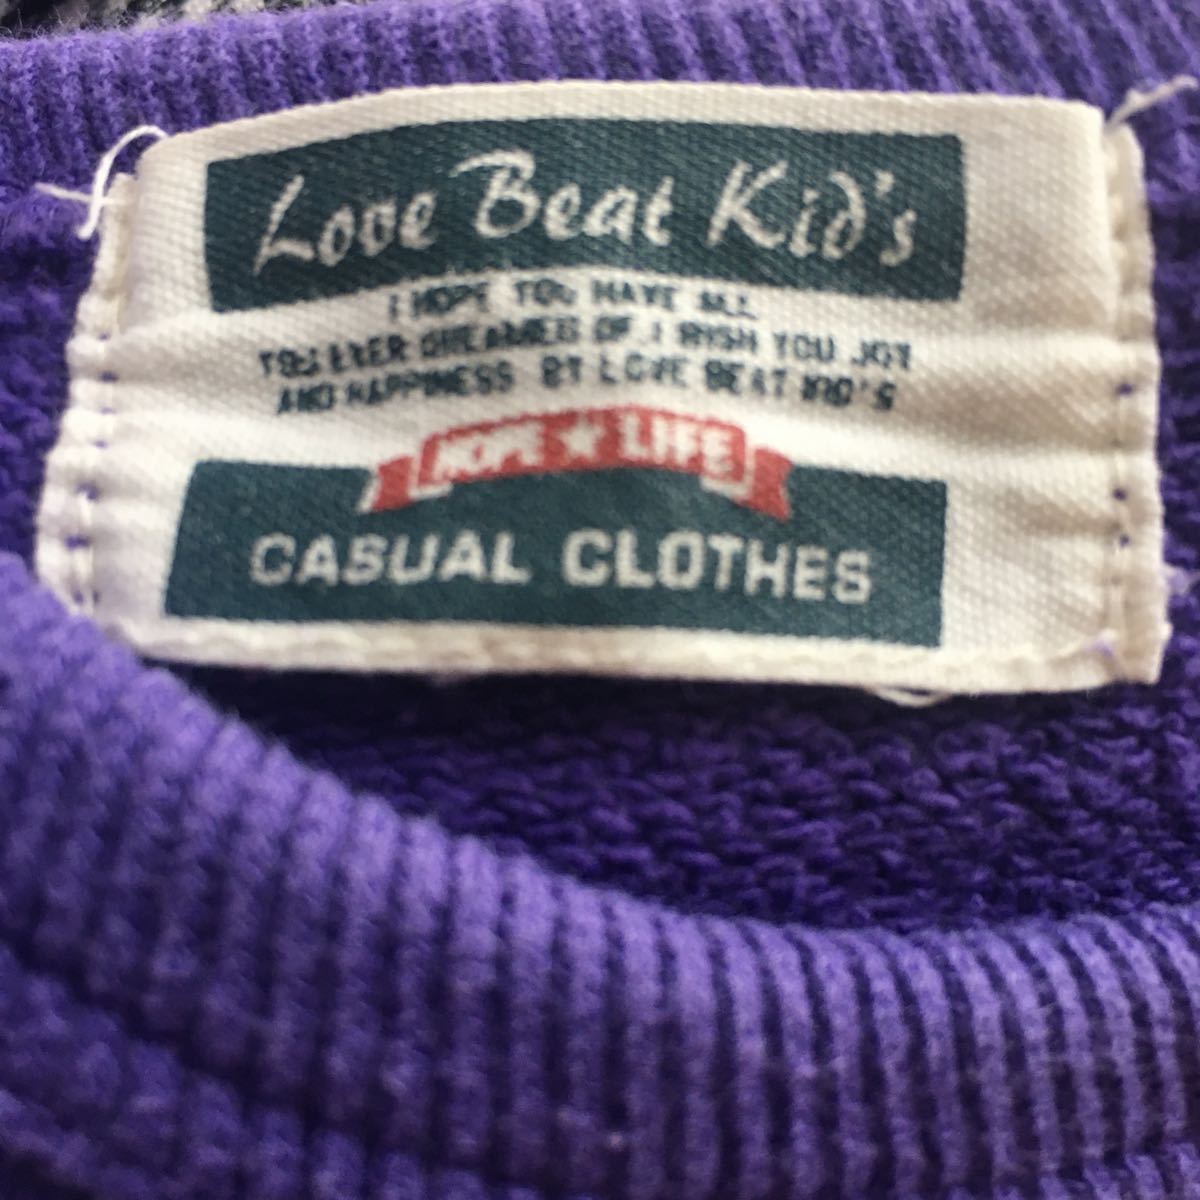 Love Beat Kid's
I HOPE YOU HAVE ALL
YOU EVER DREAMED OF, I WISH YOU JOY
AND HAPPINESS BY LOVE BEAT KID'S
HOPE ★ LIFE
CASUAL CLOTHES